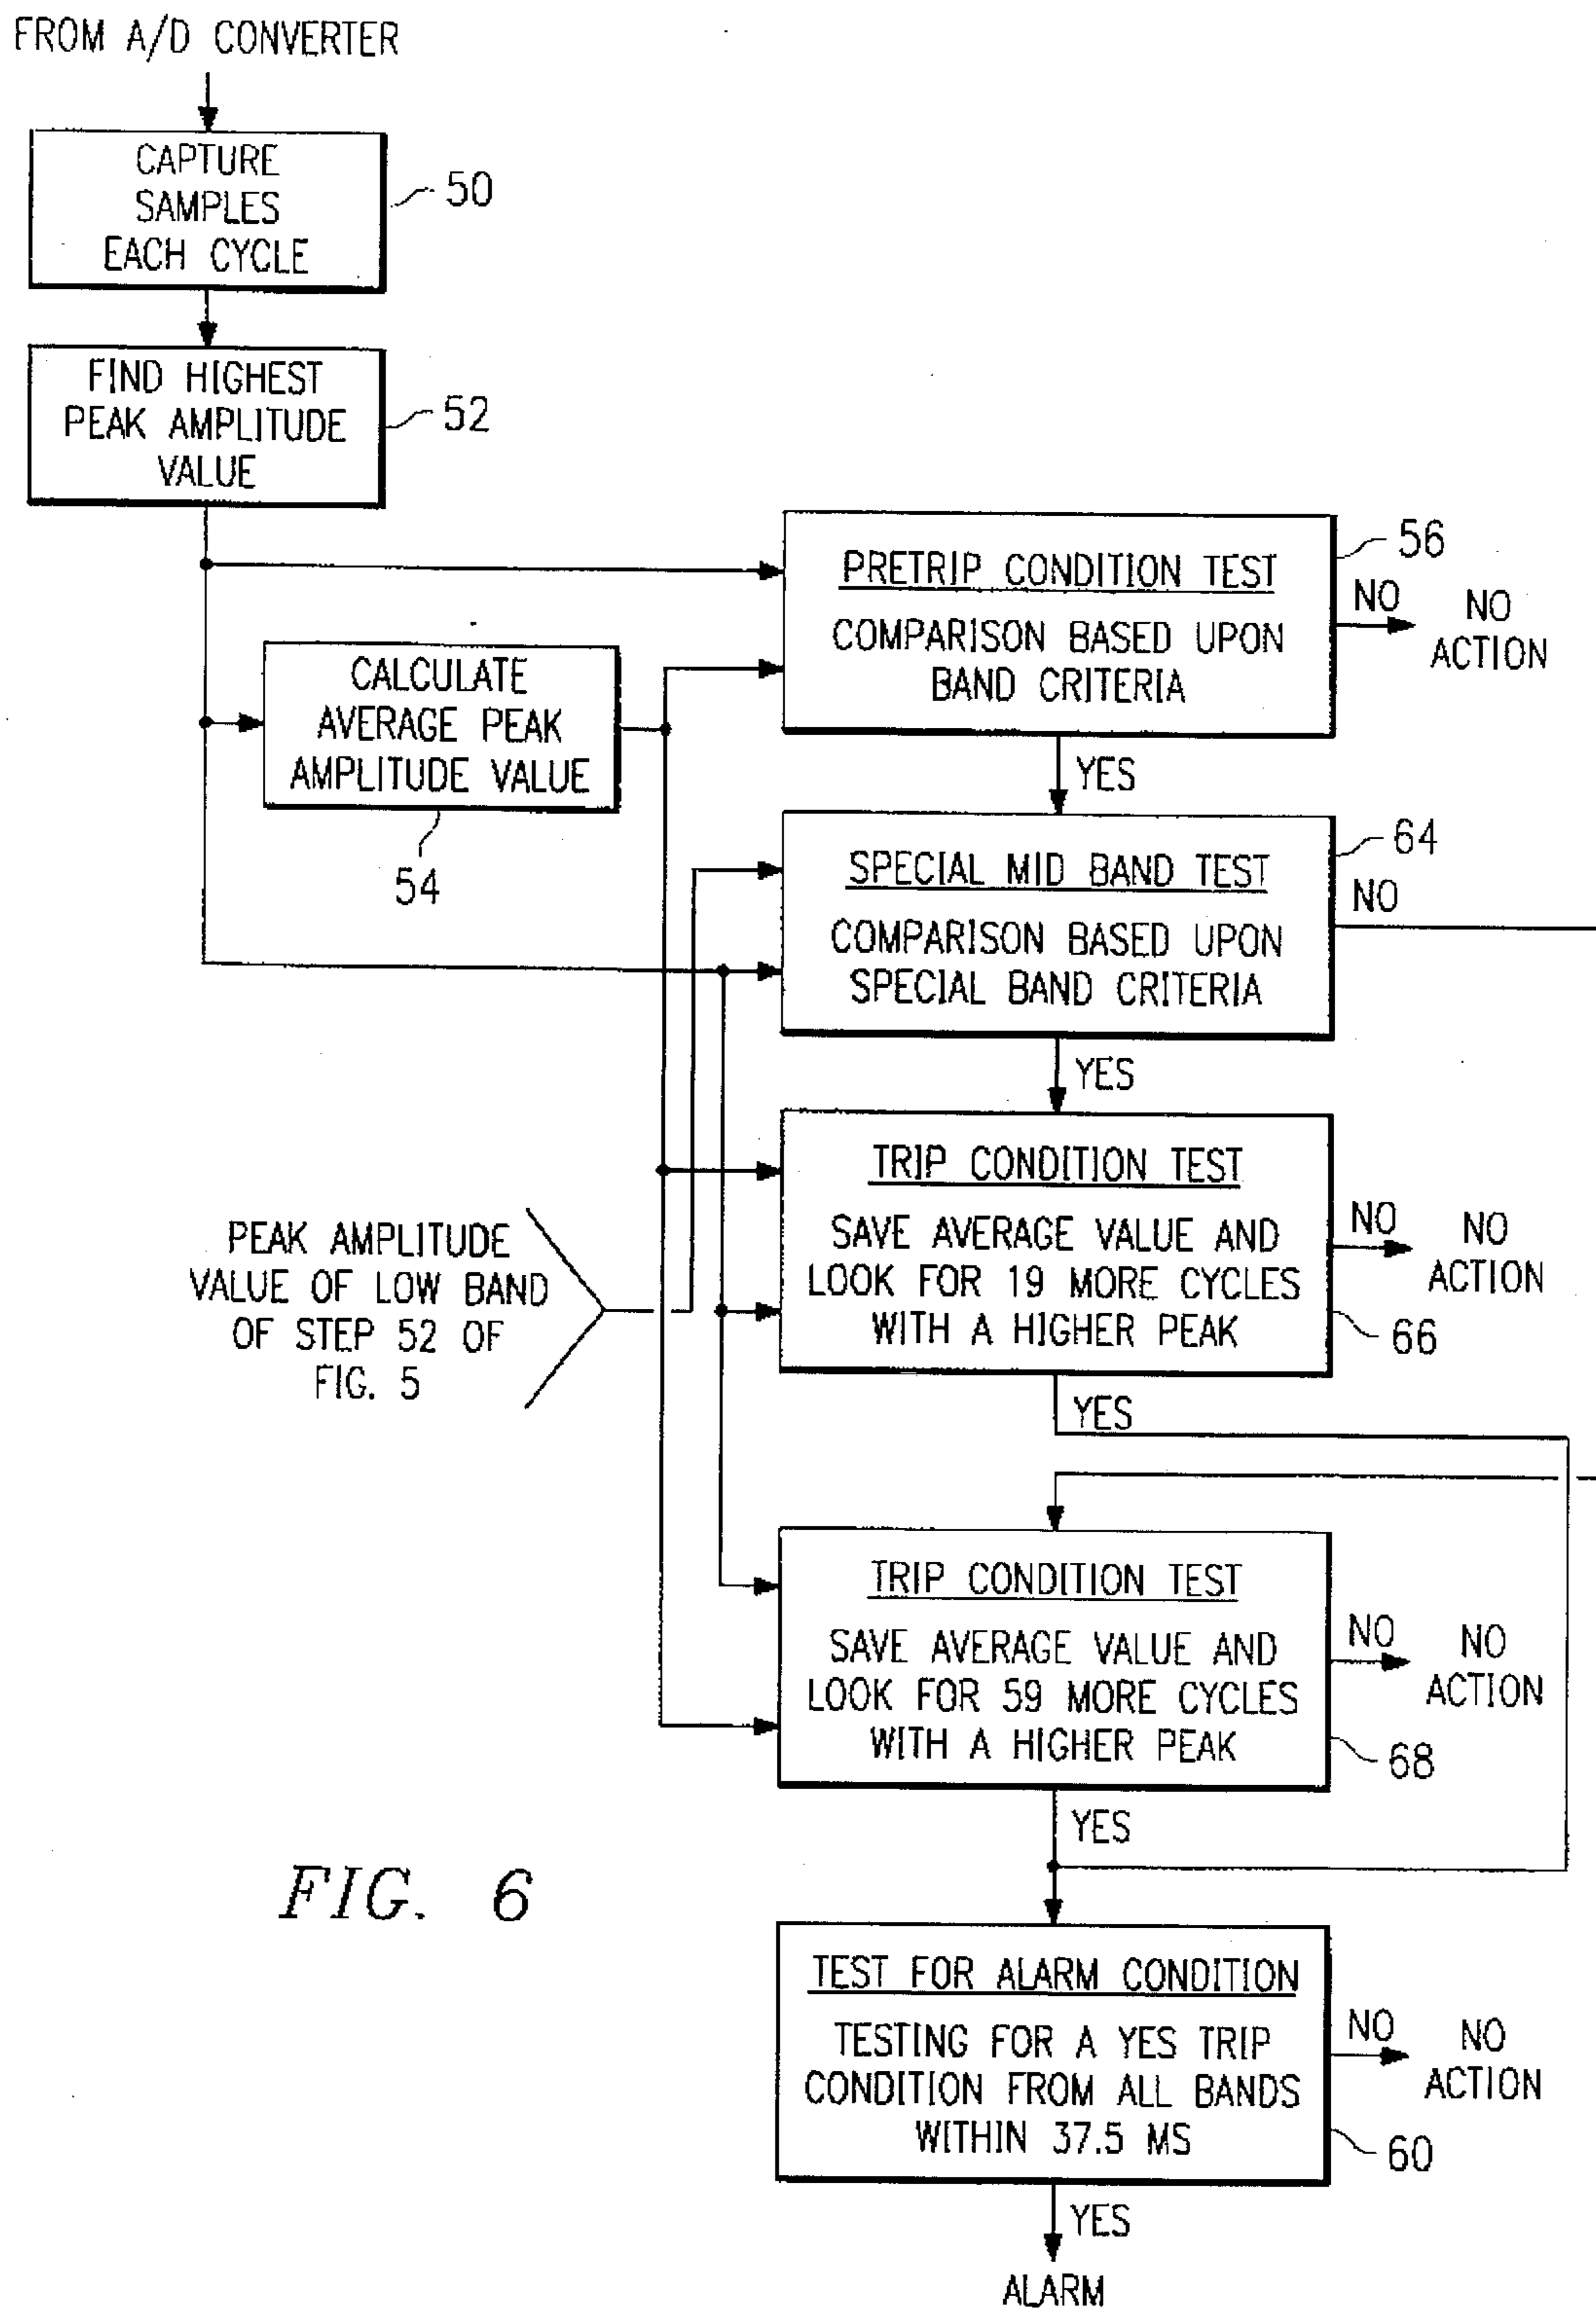 FROM A/D CONVERTER
CAPTURE
SAMPLES
EACH CYCLE
50
FIND HIGHEST
PEAK AMPLITUDE
VALUE
52
PRETRIP CONDITION TEST
COMPARISON BASED UPON
BAND CRITERIA
56
NO
NO
ACTION
CALCULATE
AVERAGE PEAK
AMPLITUDE VALUE
54
YES
SPECIAL MID BAND TEST
COMPARISON BASED UPON
SPECIAL BAND CRITERIA
64
NO
YES
TRIP CONDITION TEST
SAVE AVERAGE VALUE AND
LOOK FOR 19 MORE CYCLES
WITH A HIGHER PEAK
NO
NO
ACTION
66
PEAK AMPLITUDE
VALUE OF LOW BAND
OF STEP 52 OF
FIG. 5
YES
TRIP CONDITION TEST
SAVE AVERAGE VALUE AND
LOOK FOR 59 MORE CYCLES
WITH A HIGHER PEAK
NO
NO
ACTION
68
YES
FIG. 6
TEST FOR ALARM CONDITION
TESTING FOR A YES TRIP
CONDITION FROM ALL BANDS
WITHIN 37.5 MS
NO
NO
ACTION
60
YES
ALARM